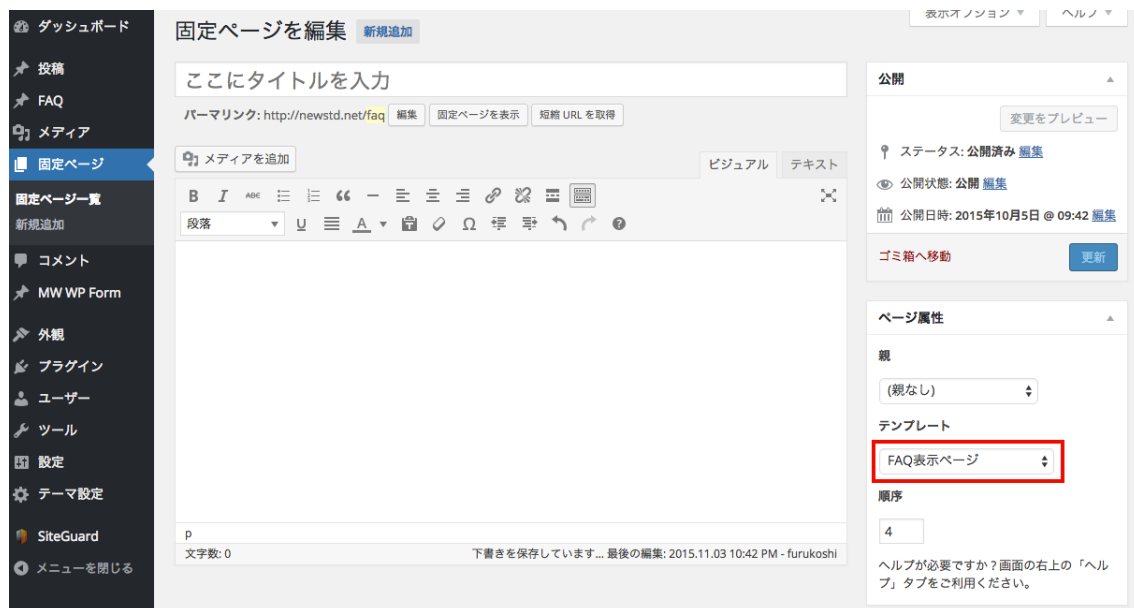 ダッシュボード
投稿
FAQ
メディア
固定ページ
固定ページ一覧
新規追加
コメント
MW WP Form
外観
プラグイン
ユーザー
ツール
設定
テーマ設定
SiteGuard
メニューを閉じる
表示オプション ヘルプ
固定ページを編集 新規追加
ここにタイトルを入力
パーマリンク: http://newstd.net/faq 編集 固定ページを表示 短縮 URL を取得
メディアを追加
ビジュアル テキスト
B I ABC
段落 U A Ω
p
文字数: 0 下書きを保存しています... 最後の編集: 2015.11.03 10:42 PM - furukoshi
公開
変更をプレビュー
ステータス: 公開済み 編集
公開状態: 公開 編集
公開日時: 2015年10月5日 @ 09:42 編集
ゴミ箱へ移動 更新
ページ属性
親
(親なし)
テンプレート
FAQ表示ページ
順序
4
ヘルプが必要ですか ? 画面の右上の「ヘル
プ」タブをご利用ください。